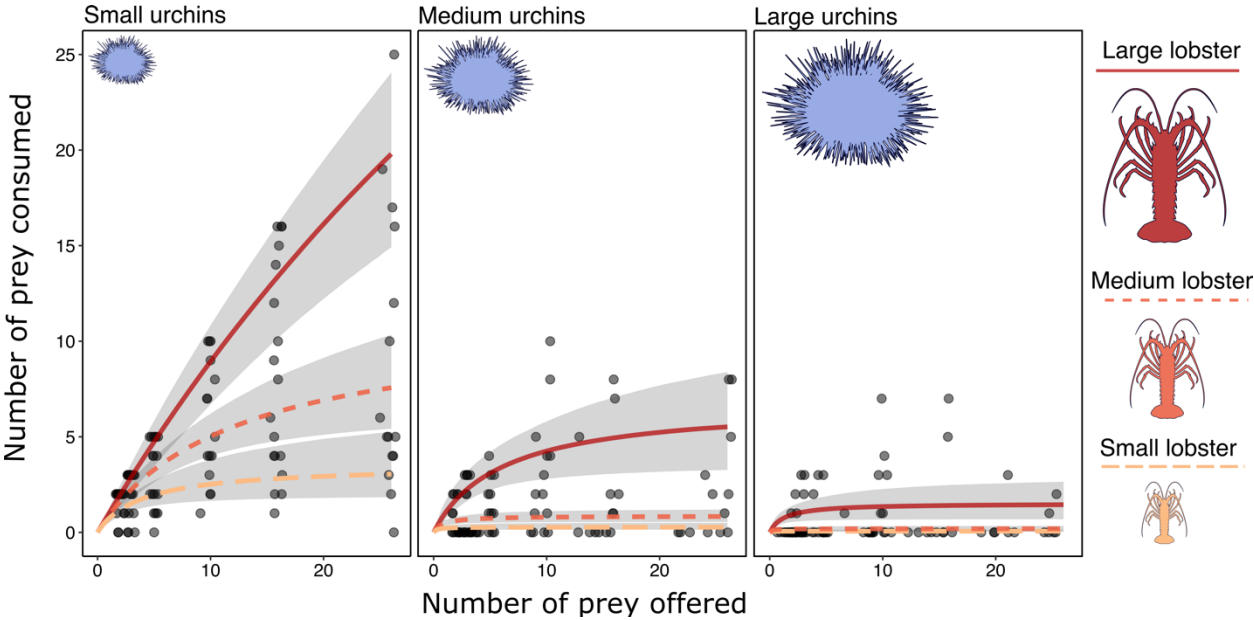 Small urchins
Medium urchins
Large urchins
Number of prey consumed
25
20
15
10
5
0
0 10 20
0 10 20
0 10 20
Number of prey offered
Large lobster
Medium lobster
Small lobster